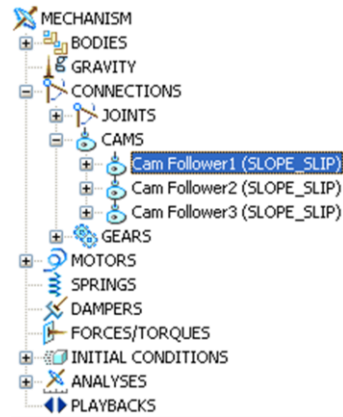 MECHANISM
BODIES
GRAVITY
CONNECTIONS
JOINTS
CAMS
Cam Follower1 (SLOPE_SLIP)
Cam Follower2 (SLOPE_SLIP)
Cam Follower3 (SLOPE_SLIP)
GEARS
MOTORS
SPRINGS
DAMPERS
FORCES/TORQUES
INITIAL CONDITIONS
ANALYSES
PLAYBACKS